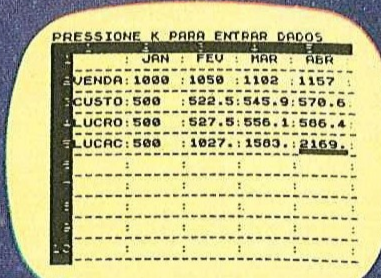 PRESSIONE K PARA ENTRAR DADOS
JAN : FEV : MAR : ABR
VENDA:1000 :1050 :1102 :1157 :
CUSTO:500 :522.5:545.9:570.6:
LUCRO:500 :527.5:556.1:586.4:
LUCAC:500 :1027.:1583.:2169.